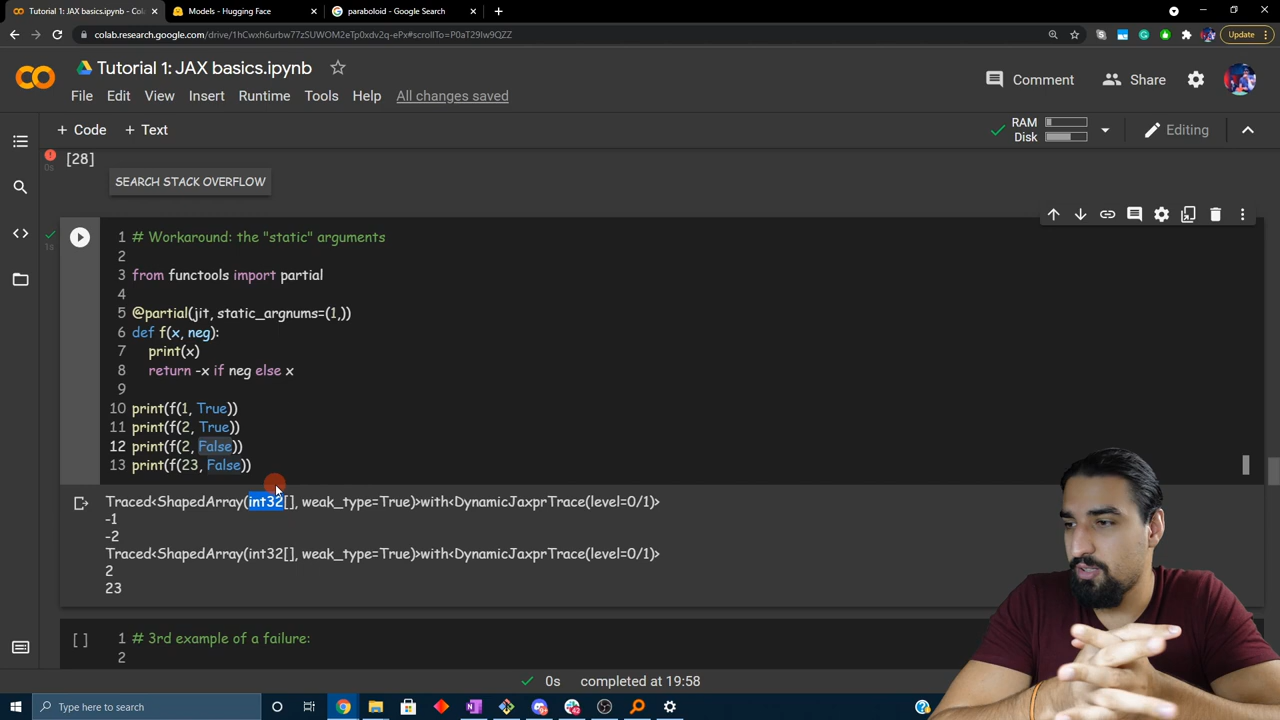 Tutorial 1: JAX basics.ipynb - Col
Models - Hugging Face
paraboloid - Google Search
colab.research.google.com/drive/1hCwxh6urbw77zSUWOM2eTp0xdv2q-ePx#scrollTo=P0aT29Iw9QZZ
Update
Tutorial 1: JAX basics.ipynb
Comment
Share
File Edit View Insert Runtime Tools Help All changes saved
+ Code + Text
RAM
Disk
Editing
[28]
0s
SEARCH STACK OVERFLOW
1s
1 # Workaround: the "static" arguments
2
3 from functools import partial
4
5 @partial(jit, static_argnums=(1,))
6 def f(x, neg):
7 print(x)
8 return -x if neg else x
9
10 print(f(1, True))
11 print(f(2, True))
12 print(f(2, False))
13 print(f(23, False))
Traced<ShapedArray(int32[], weak_type=True)>with<DynamicJaxprTrace(level=0/1)>
-1
-2
Traced<ShapedArray(int32[], weak_type=True)>with<DynamicJaxprTrace(level=0/1)>
2
23
[ ] 1 # 3rd example of a failure:
2
0s completed at 19:58
Type here to search